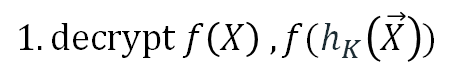 1. decrypt f(X) , f(h_K(X⃗))